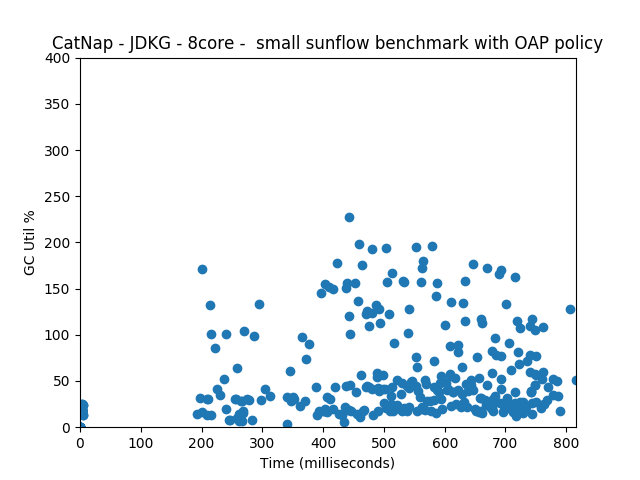 CatNap - JDKG - 8core -  small sunflow benchmark with OAP policy
400
350
300
250
200
150
100
50
0
GC Util %
0 100 200 300 400 500 600 700 800
Time (milliseconds)